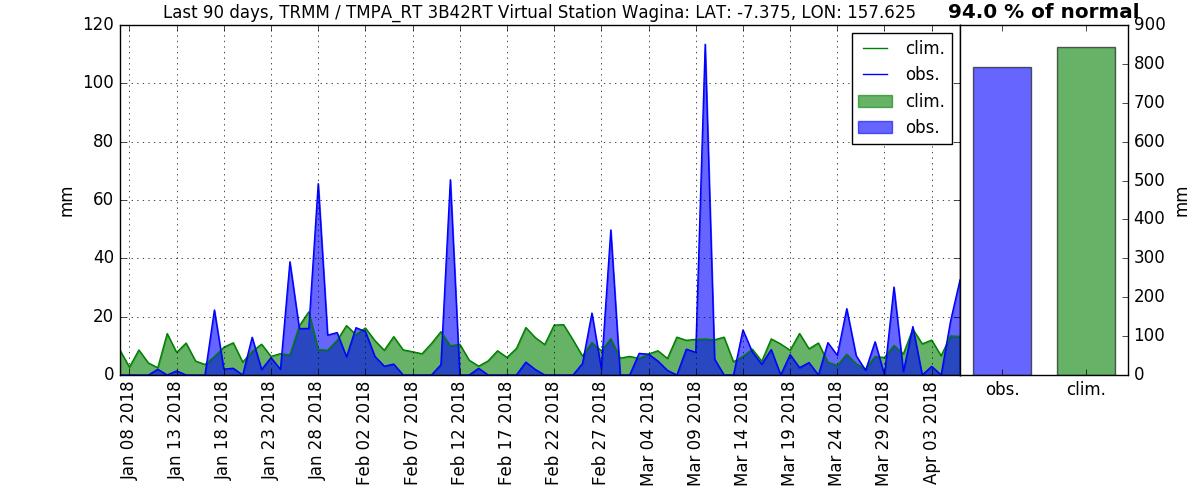 Last 90 days, TRMM / TMPA_RT 3B42RT Virtual Station Wagina: LAT: -7.375, LON: 157.625
94.0 % of normal
120
100
80
60
40
20
0
mm
clim.
obs.
clim.
obs.
900
800
700
600
500
400
300
200
100
0
mm
Jan 08 2018
Jan 13 2018
Jan 18 2018
Jan 23 2018
Jan 28 2018
Feb 02 2018
Feb 07 2018
Feb 12 2018
Feb 17 2018
Feb 22 2018
Feb 27 2018
Mar 04 2018
Mar 09 2018
Mar 14 2018
Mar 19 2018
Mar 24 2018
Mar 29 2018
Apr 03 2018
obs.
clim.